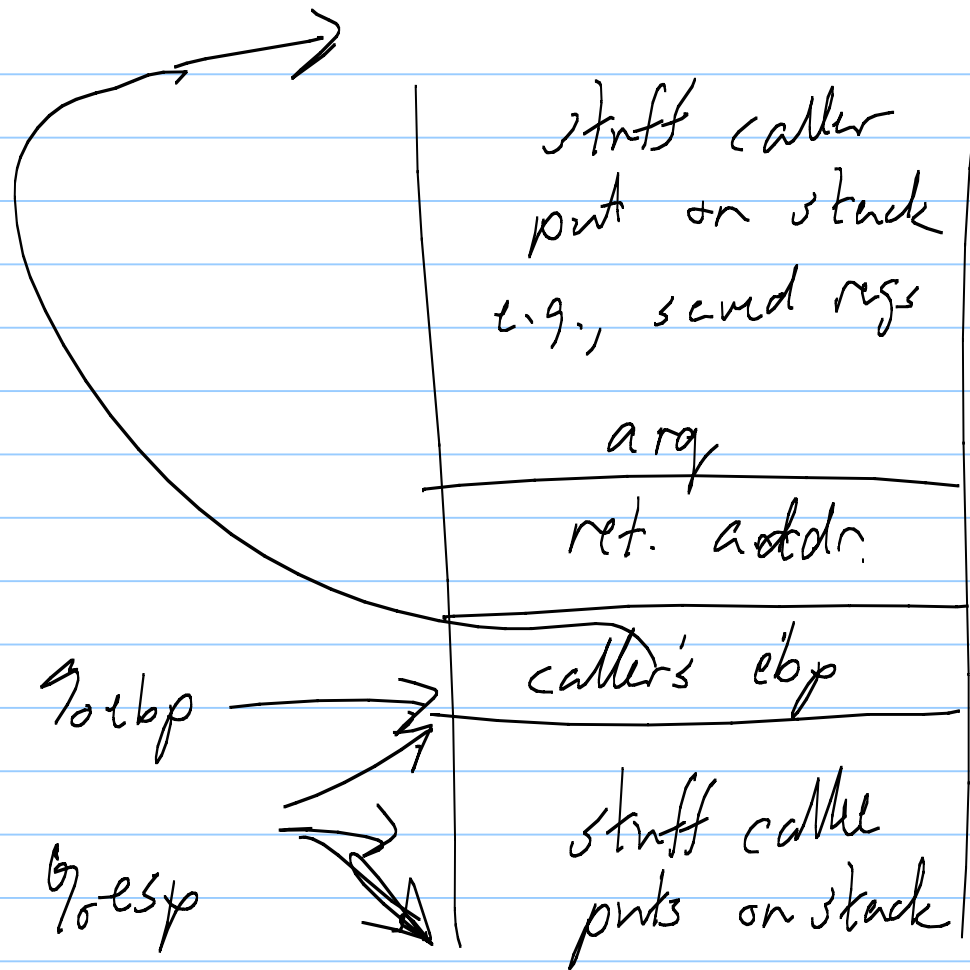 stuff caller
put on stack
e.g., saved regs
arg
ret. addr.
caller's ebp
%ebp
stuff callee
%esp
puts on stack